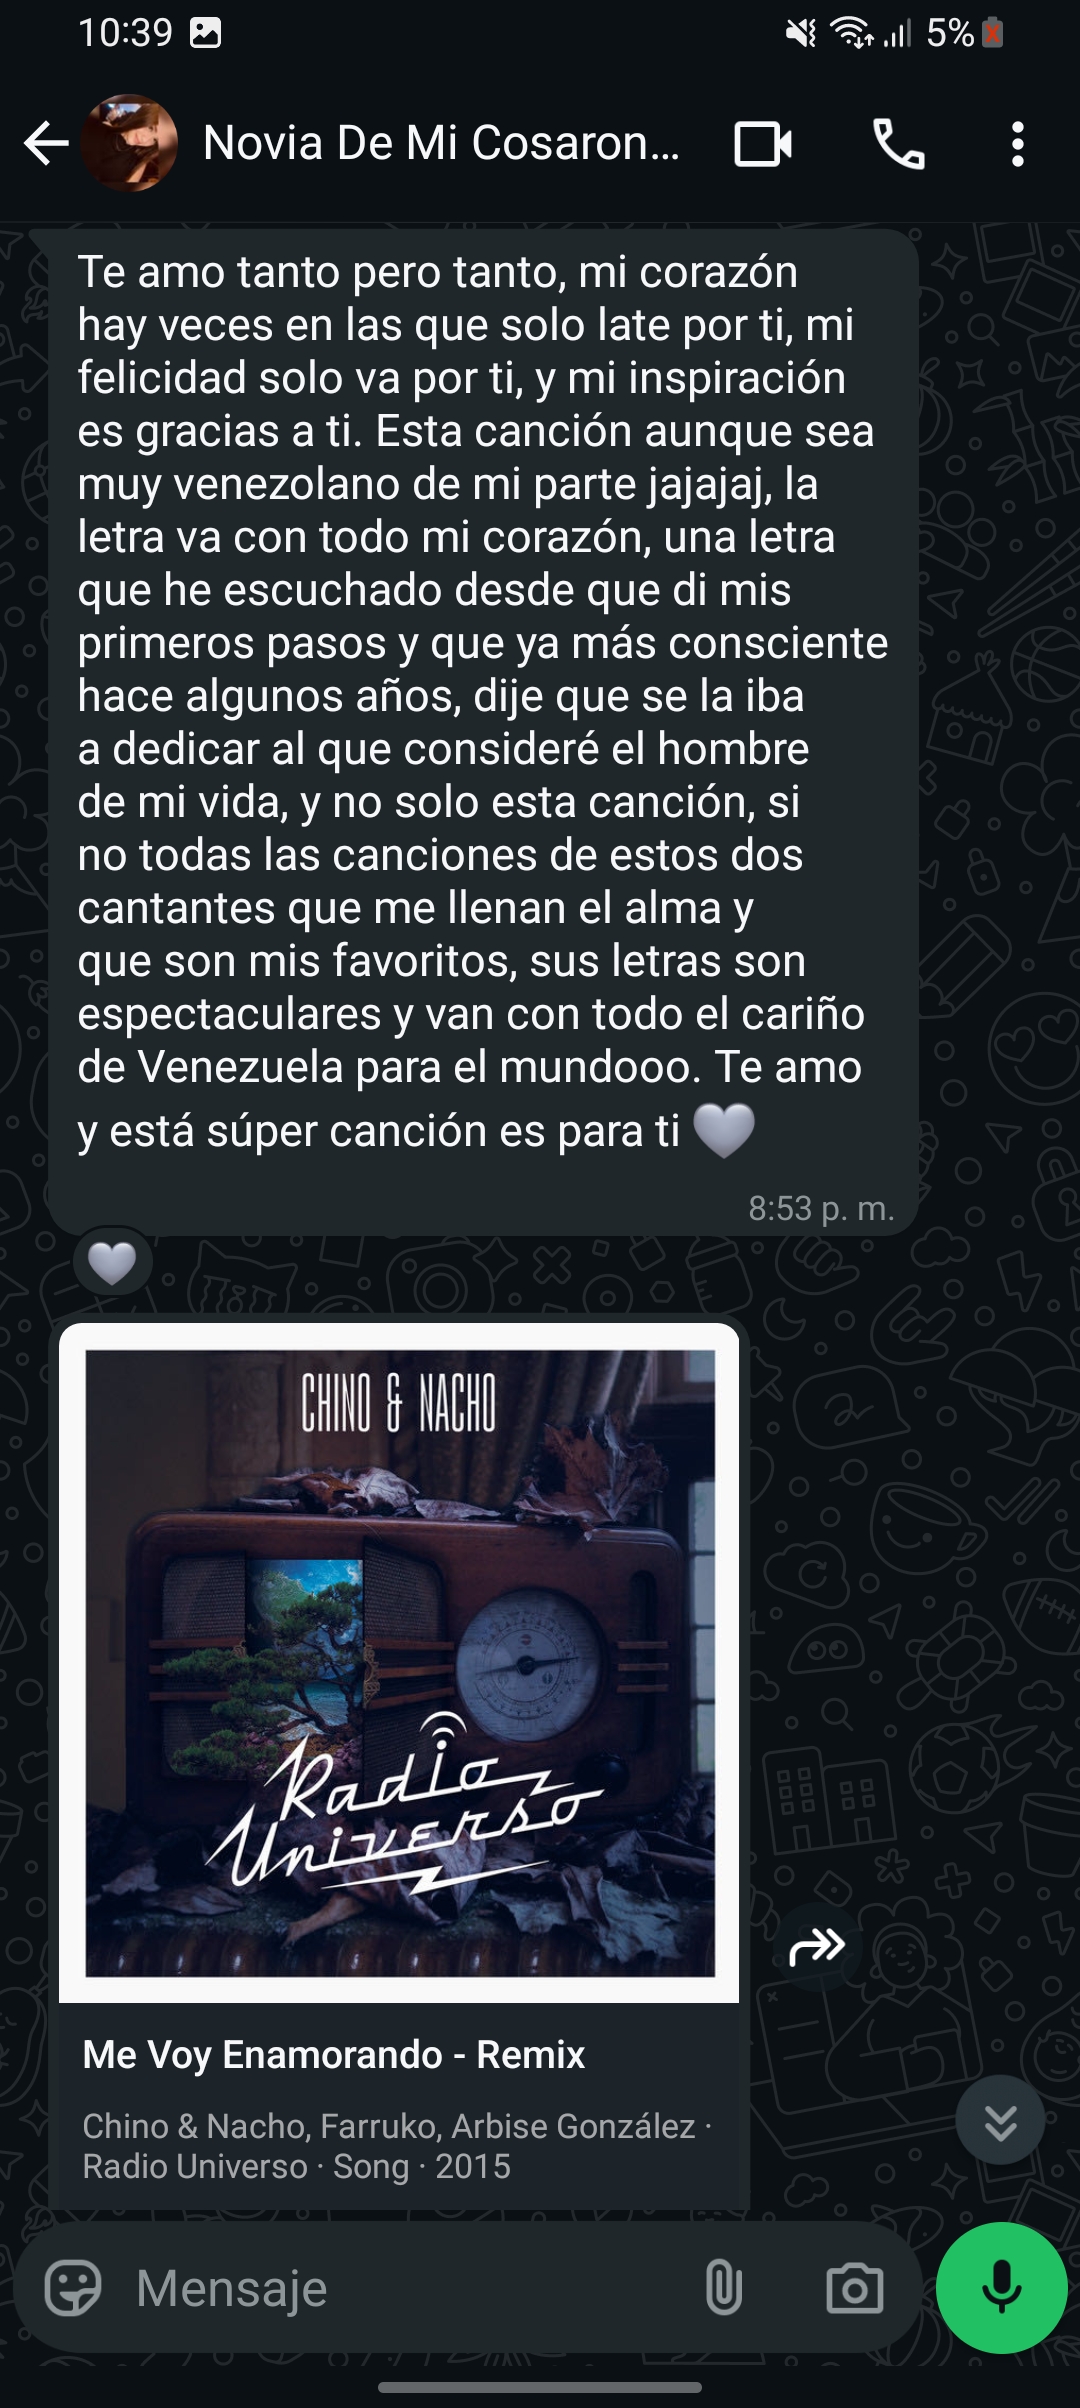 10:39
5%
Novia De Mi Cosaron...
Te amo tanto pero tanto, mi corazón
hay veces en las que solo late por ti, mi
felicidad solo va por ti, y mi inspiración
es gracias a ti. Esta canción aunque sea
muy venezolano de mi parte jajajaj, la
letra va con todo mi corazón, una letra
que he escuchado desde que di mis
primeros pasos y que ya más consciente
hace algunos años, dije que se la iba
a dedicar al que consideré el hombre
de mi vida, y no solo esta canción, si
no todas las canciones de estos dos
cantantes que me llenan el alma y
que son mis favoritos, sus letras son
espectaculares y van con todo el cariño
de Venezuela para el mundooo. Te amo
y está súper canción es para ti 🤍
8:53 p. m.
CHINO & NACHO
Radio
Universo
Me Voy Enamorando - Remix
Chino & Nacho, Farruko, Arbise González ·
Radio Universo · Song · 2015
Mensaje